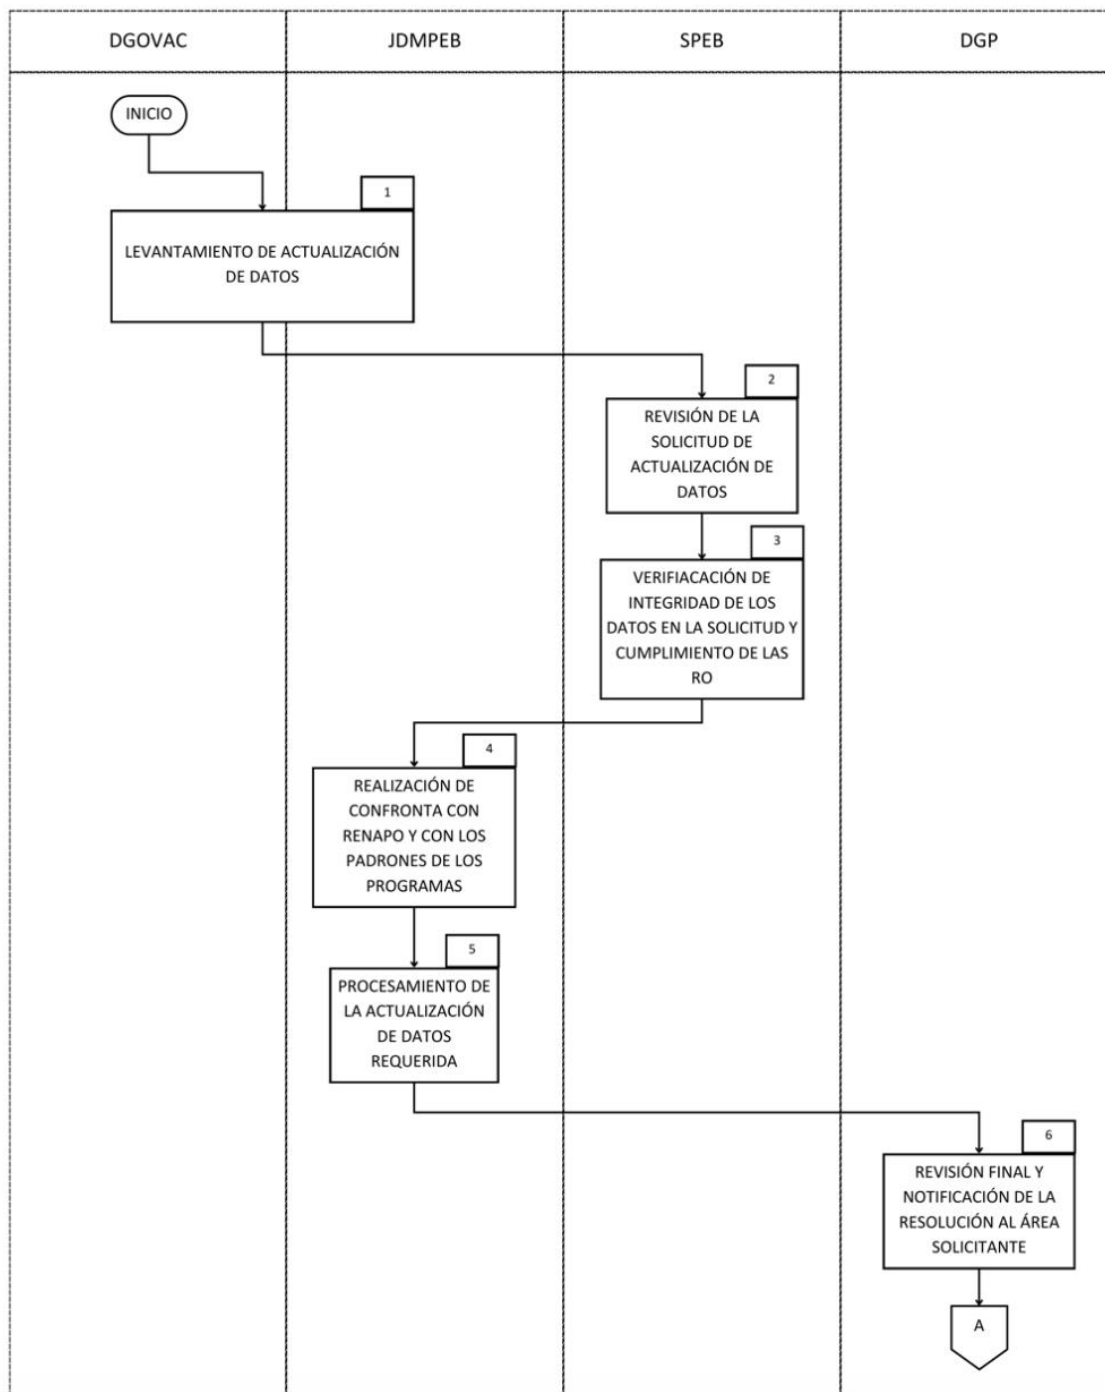 DGOVAC
JDMPEB
SPEB
DGP
INICIO
1
LEVANTAMIENTO DE ACTUALIZACIÓN
DE DATOS
2
REVISIÓN DE LA
SOLICITUD DE
ACTUALIZACIÓN DE
DATOS
3
VERIFIACACIÓN DE
INTEGRIDAD DE LOS
DATOS EN LA SOLICITUD Y
CUMPLIMIENTO DE LAS
RO
4
REALIZACIÓN DE
CONFRONTA CON
RENAPO Y CON LOS
PADRONES DE LOS
PROGRAMAS
5
PROCESAMIENTO DE
LA ACTUALIZACIÓN
DE DATOS
REQUERIDA
6
REVISIÓN FINAL Y
NOTIFICACIÓN DE LA
RESOLUCIÓN AL ÁREA
SOLICITANTE
A